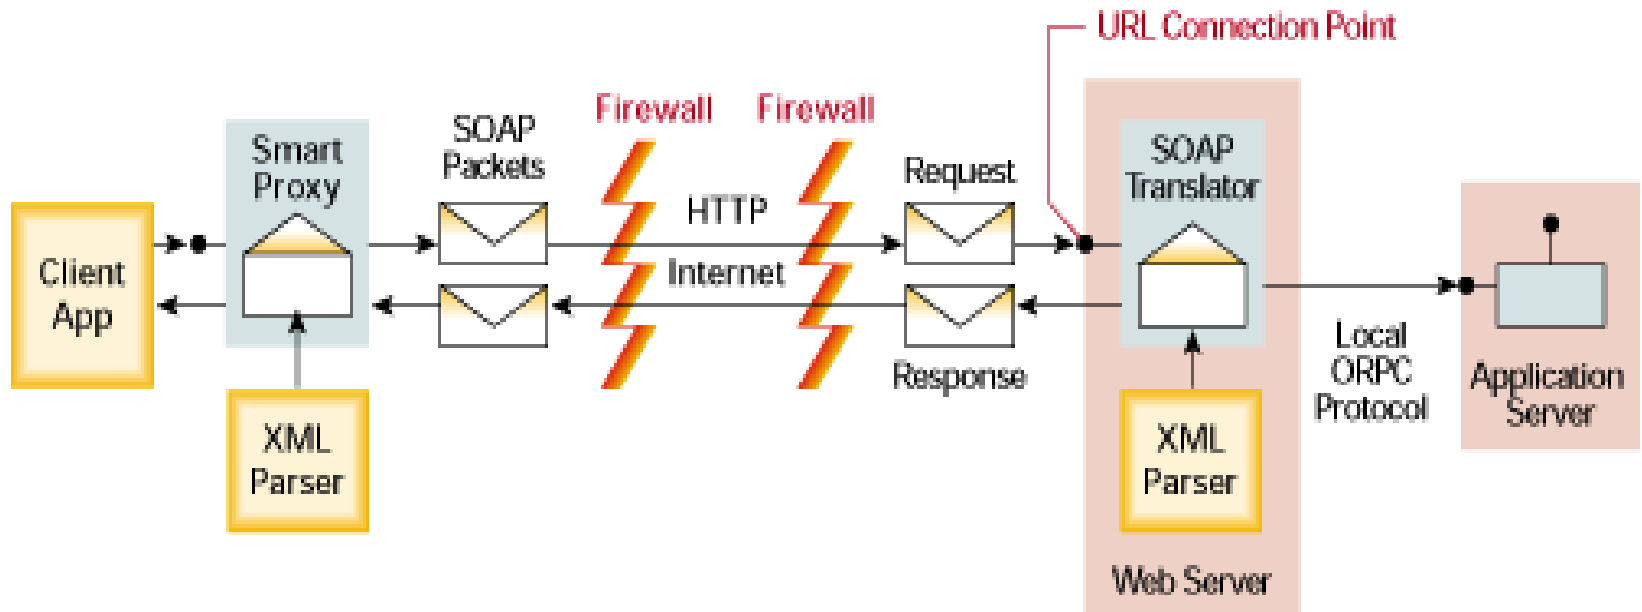 URL Connection Point
Firewall
Firewall
SOAP
Packets
Smart
Proxy
SOAP
Translator
Request
HTTP
Client
App
Internet
Response
Local
ORPC
Protocol
Application
Server
XML
Parser
XML
Parser
Web Server